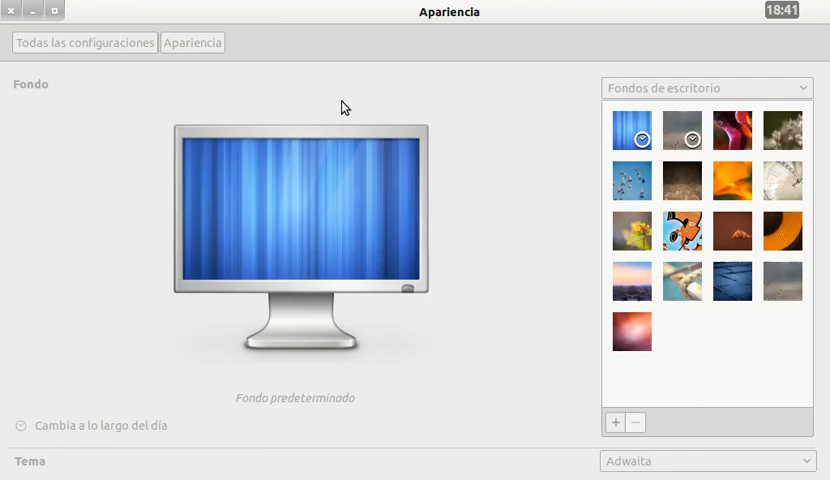 Apariencia
18:41
Todas las configuraciones
Apariencia
Fondo
Fondos de escritorio
Fondo predeterminado
Cambia a lo largo del día
Tema
Adwaita